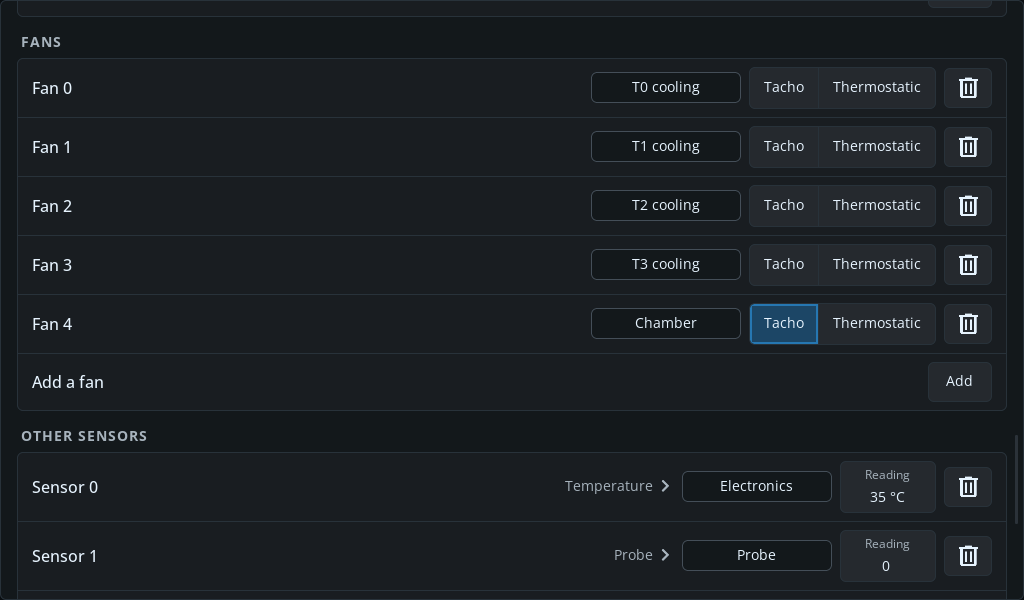 FANS
Fan 0 T0 cooling Tacho Thermostatic
Fan 1 T1 cooling Tacho Thermostatic
Fan 2 T2 cooling Tacho Thermostatic
Fan 3 T3 cooling Tacho Thermostatic
Fan 4 Chamber Tacho Thermostatic
Add a fan Add
OTHER SENSORS
Sensor 0 Temperature Electronics Reading
35 °C
Sensor 1 Probe Probe Reading
0